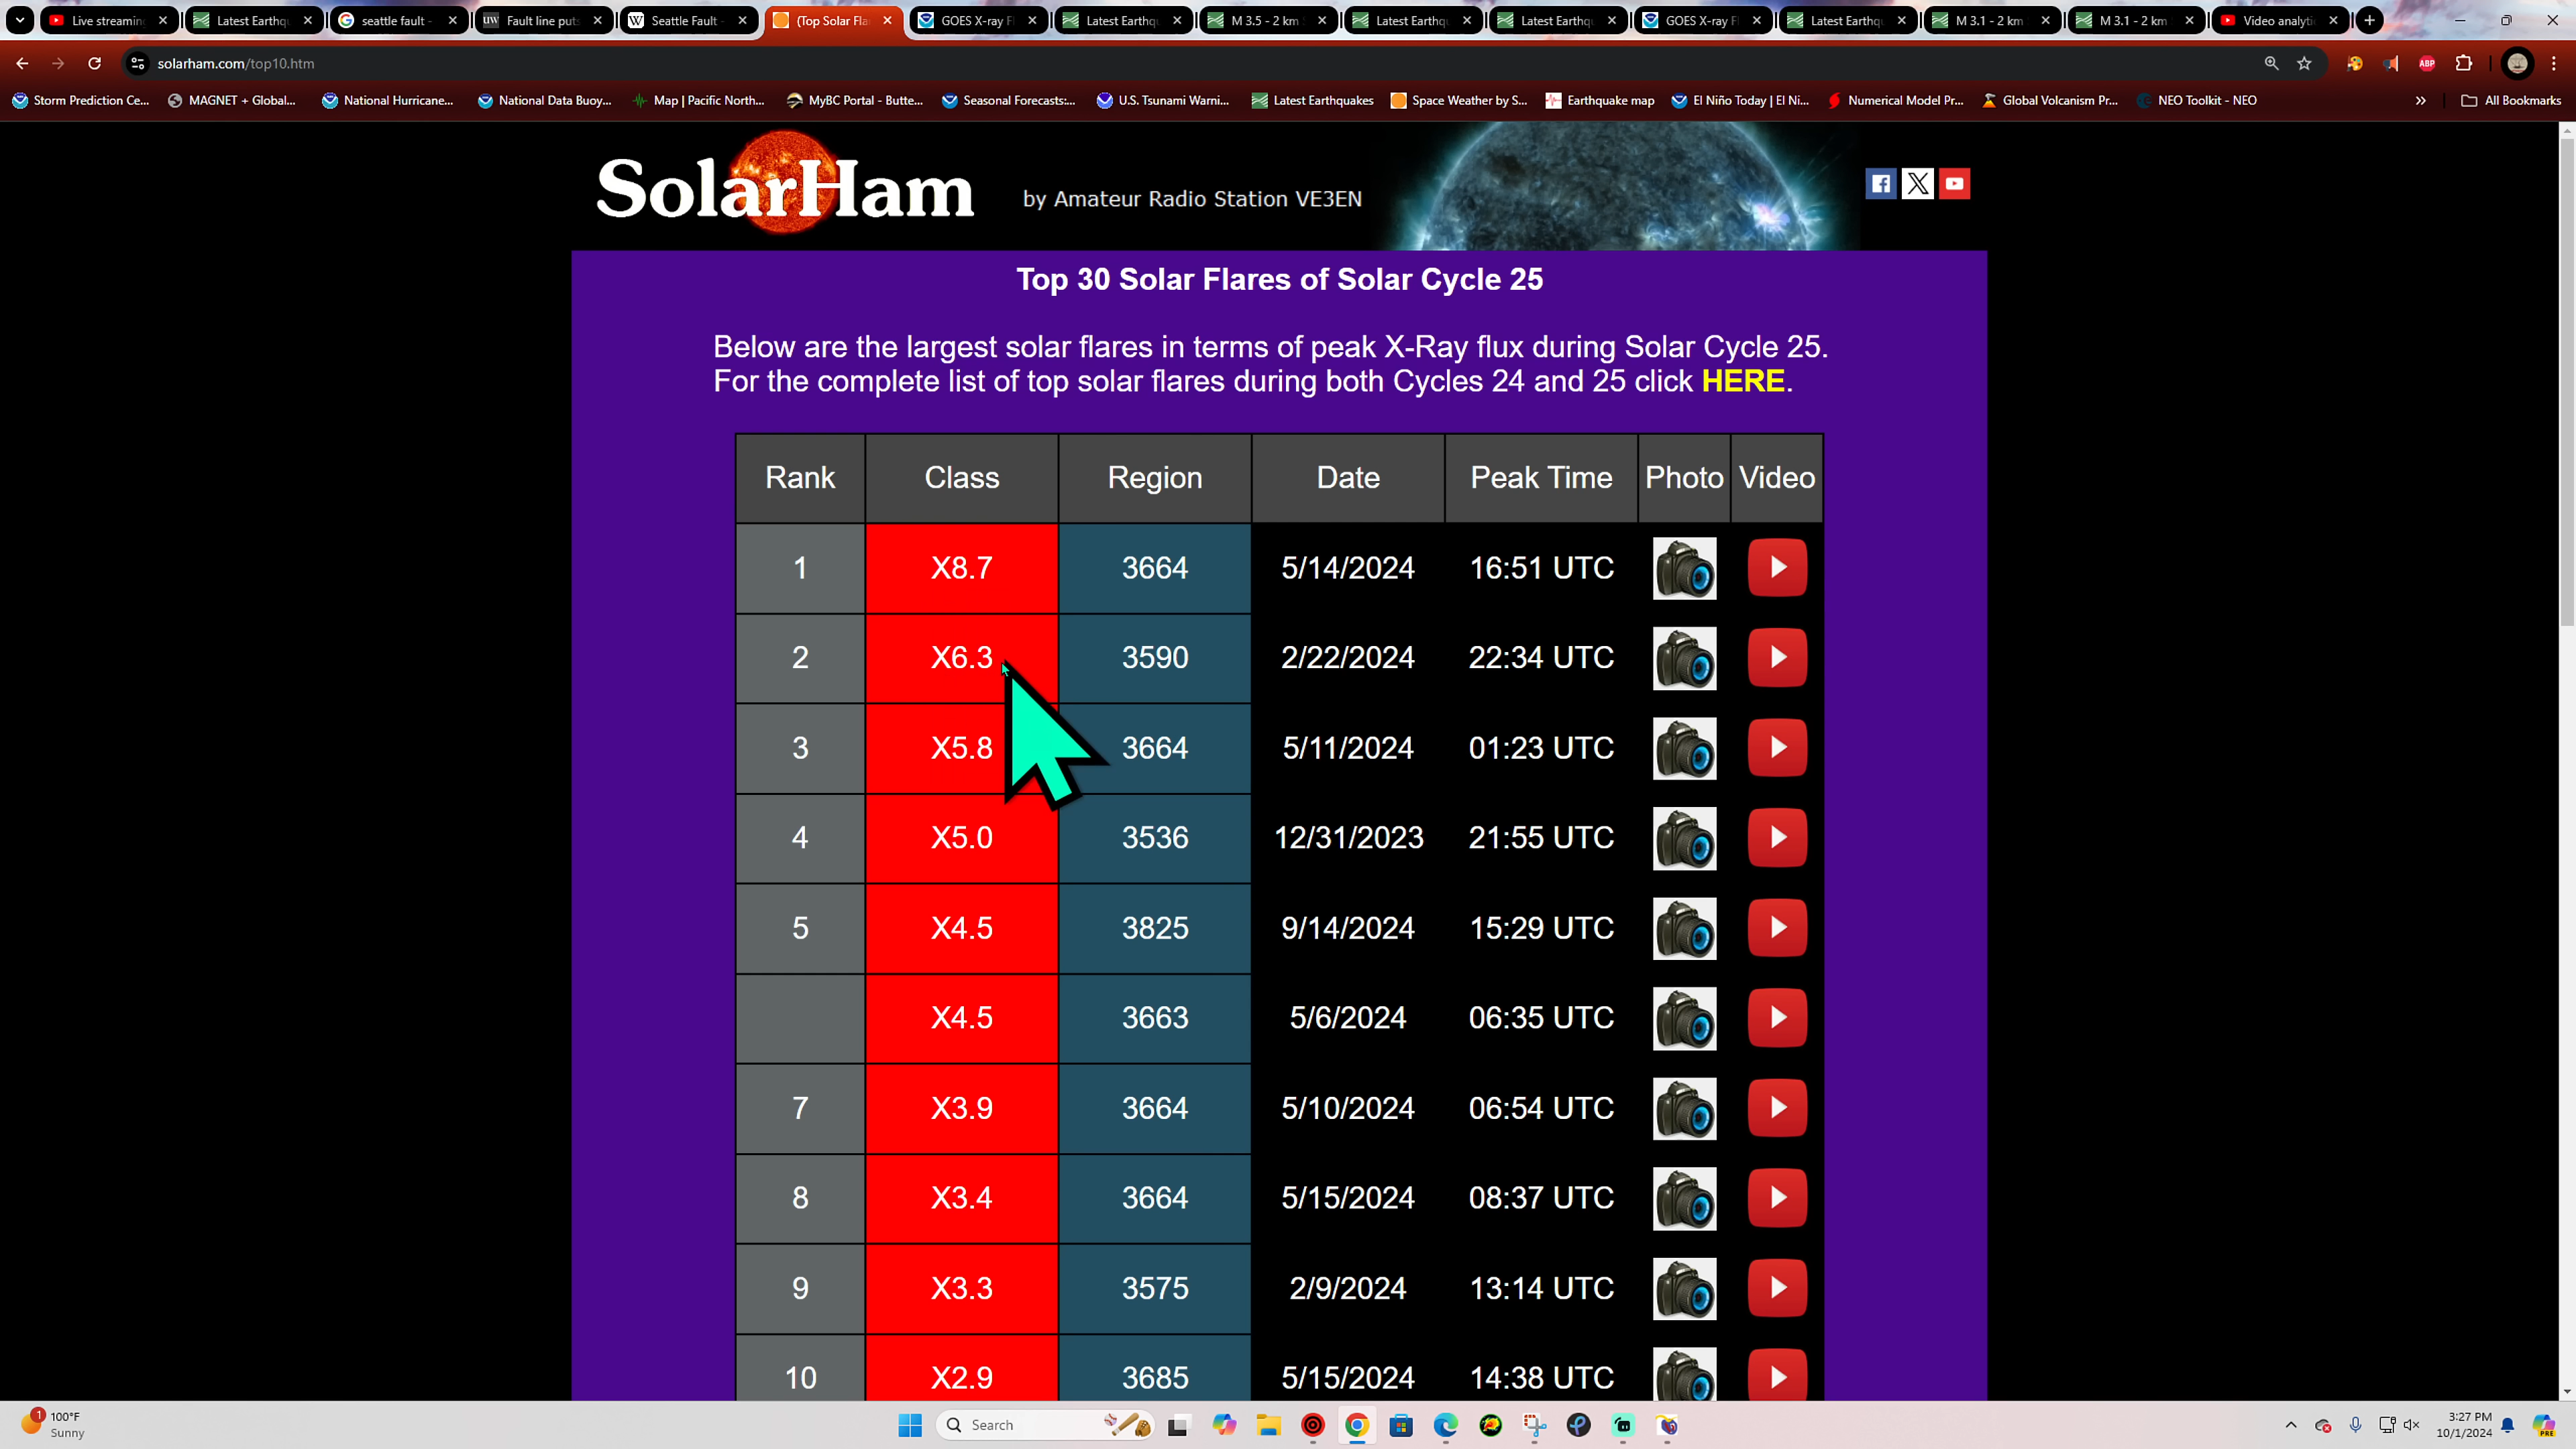 Live streaming
Latest Earthqu
seattle fault -
Fault line puts
Seattle Fault -
(Top Solar Fla
GOES X-ray Fl
Latest Earthqu
M 3.5 - 2 km
Latest Earthqu
Latest Earthqu
GOES X-ray Fl
Latest Earthqu
M 3.1 - 2 km
M 3.1 - 2 km
Video analyti
solarham.com/top10.htm
ABP
Storm Prediction Ce...
MAGNET + Global...
National Hurricane...
National Data Buoy...
Map | Pacific North...
MyBC Portal - Butte...
Seasonal Forecasts:...
U.S. Tsunami Warni...
Latest Earthquakes
Space Weather by S...
Earthquake map
El Niño Today | El Ni...
Numerical Model Pr...
Global Volcanism Pr...
NEO Toolkit - NEO
All Bookmarks
SolarHam
by Amateur Radio Station VE3EN
Top 30 Solar Flares of Solar Cycle 25
Below are the largest solar flares in terms of peak X-Ray flux during Solar Cycle 25.
For the complete list of top solar flares during both Cycles 24 and 25 click HERE.
Rank Class Region Date Peak Time Photo Video
1 X8.7 3664 5/14/2024 16:51 UTC
2 X6.3 3590 2/22/2024 22:34 UTC
3 X5.8 3664 5/11/2024 01:23 UTC
4 X5.0 3536 12/31/2023 21:55 UTC
5 X4.5 3825 9/14/2024 15:29 UTC
X4.5 3663 5/6/2024 06:35 UTC
7 X3.9 3664 5/10/2024 06:54 UTC
8 X3.4 3664 5/15/2024 08:37 UTC
9 X3.3 3575 2/9/2024 13:14 UTC
10 X2.9 3685 5/15/2024 14:38 UTC
1
100°F
Sunny
Search
3:27 PM
10/1/2024
PRE